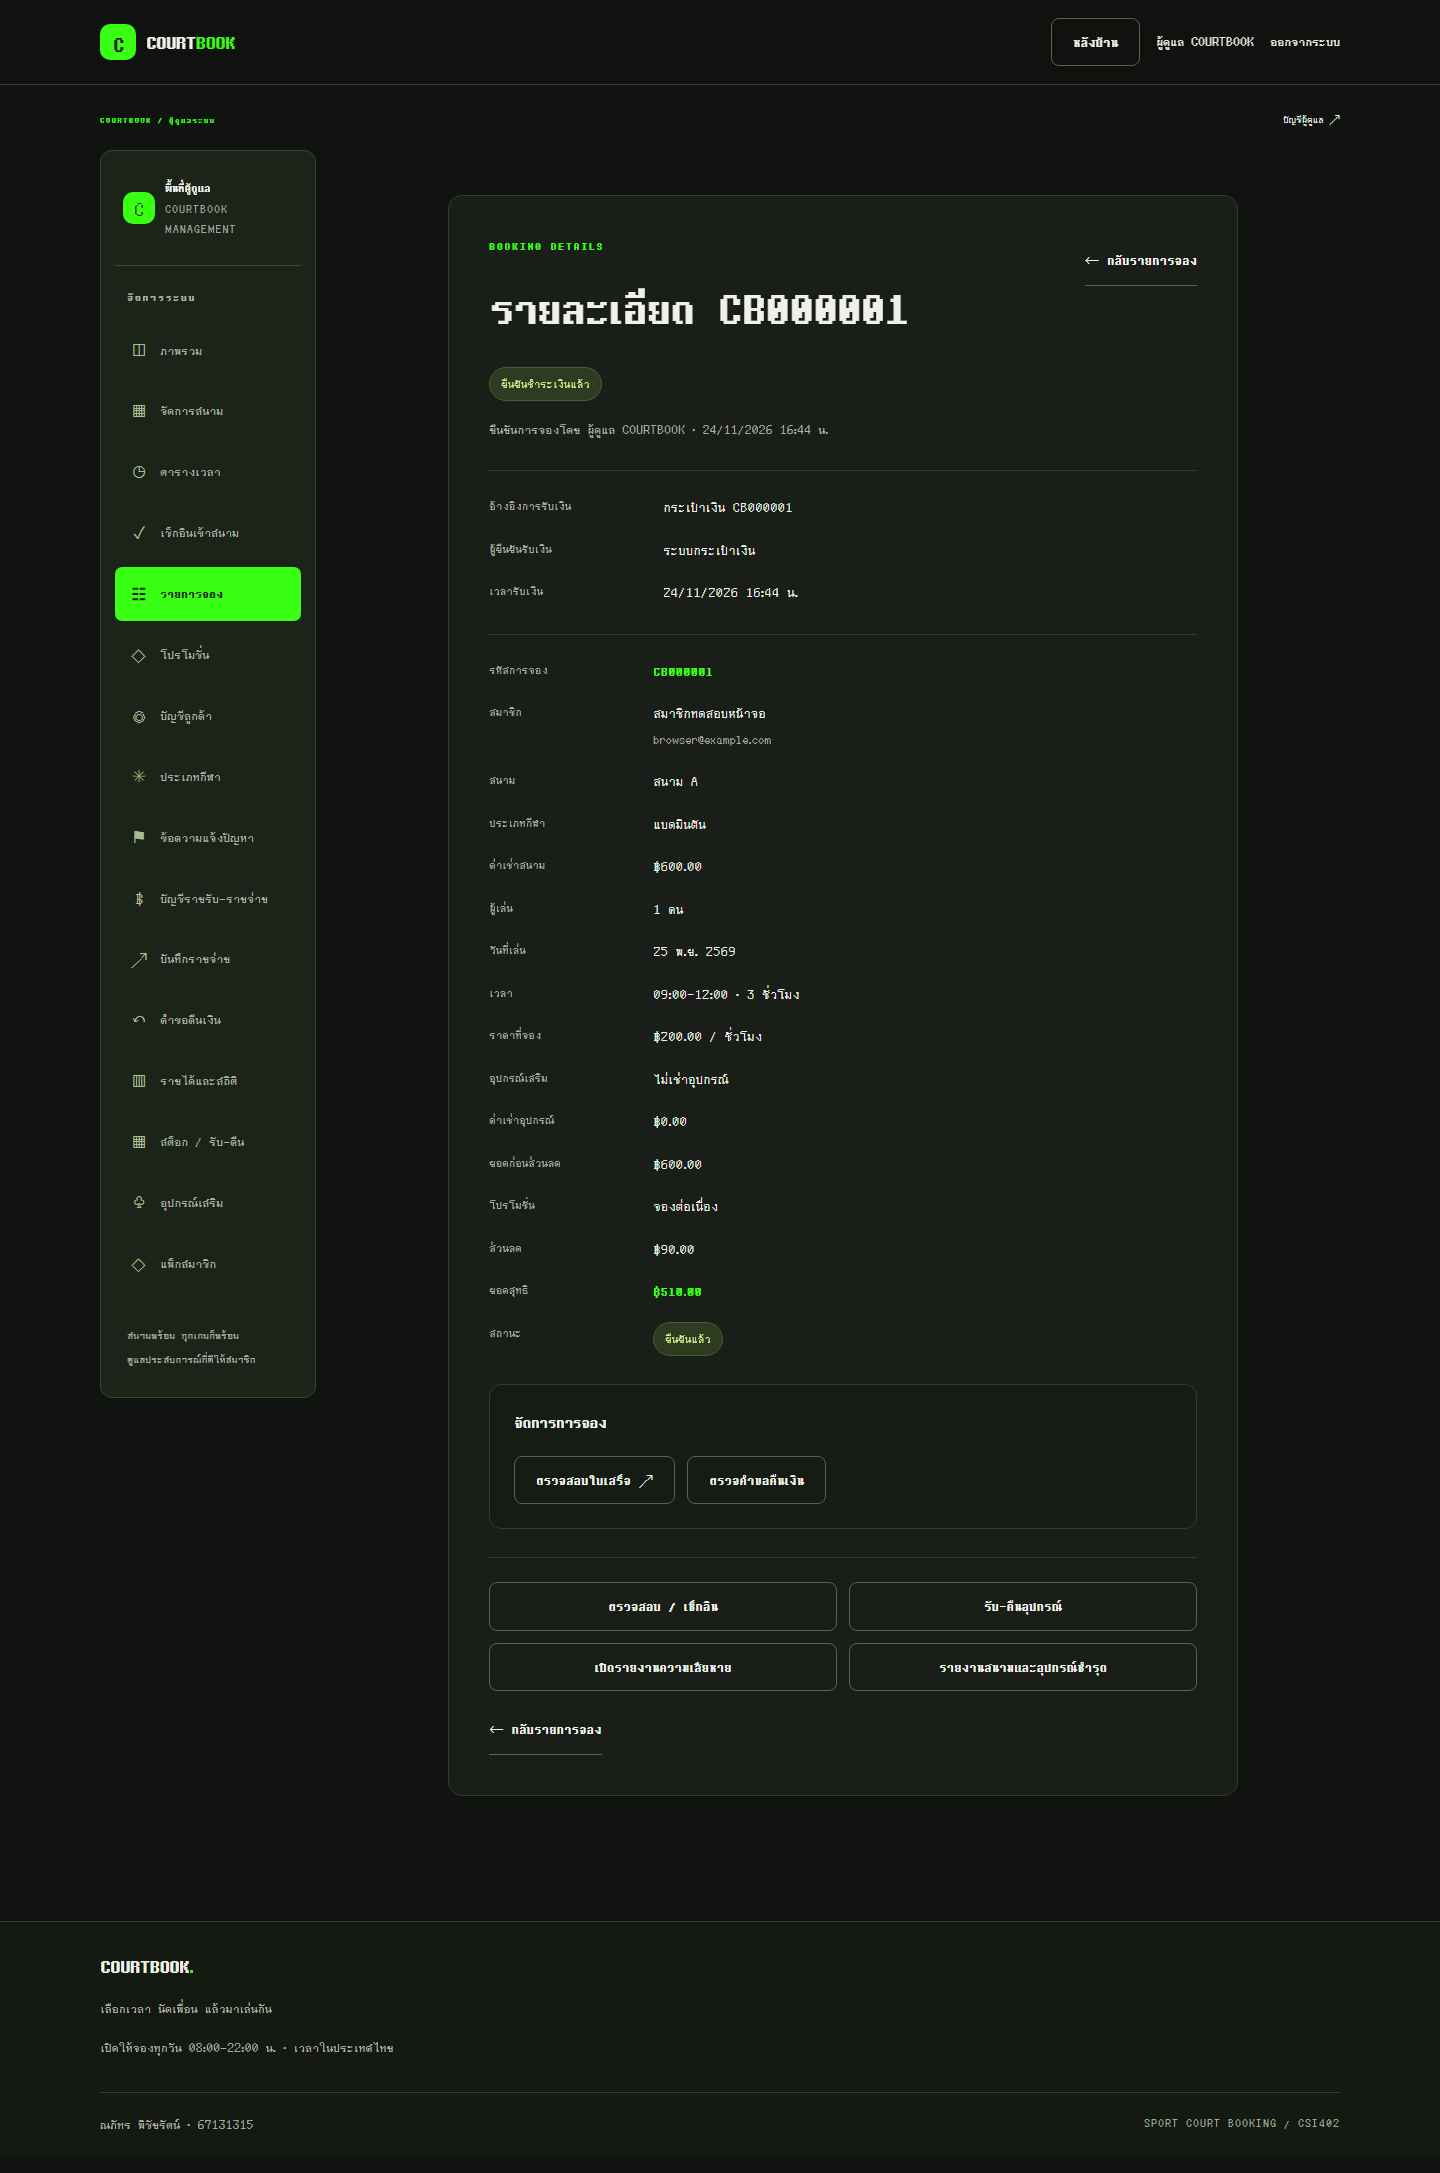 C COURTBOOK
หลังบ้าน ผู้ดูแล COURTBOOK ออกจากระบบ
COURTBOOK / ผู้ดูแลระบบ
บัญชีผู้ดูแล ↗
C
พื้นที่ผู้ดูแล
COURTBOOK
MANAGEMENT
จัดการระบบ
ภาพรวม
จัดการสนาม
ตารางเวลา
เช็กอินเข้าสนาม
รายการจอง
โปรโมชั่น
บัญชีลูกค้า
ประเภทกีฬา
ข้อความแจ้งปัญหา
฿ บัญชีรายรับ-รายจ่าย
บันทึกรายจ่าย
คำขอคืนเงิน
รายได้และสถิติ
สต็อก / รับ-คืน
อุปกรณ์เสริม
แพ็กสมาชิก
สนามพร้อม ทุกเกมก็พร้อม
ดูแลประสบการณ์ที่ดีให้สมาชิก
BOOKING DETAILS
← กลับรายการจอง
รายละเอียด CB000001
ยืนยันชำระเงินแล้ว
ยืนยันการจองโดย ผู้ดูแล COURTBOOK · 24/11/2026 16:44 น.
อ้างอิงการรับเงิน กระเป๋าเงิน CB000001
ผู้ยืนยันรับเงิน ระบบกระเป๋าเงิน
เวลารับเงิน 24/11/2026 16:44 น.
รหัสการจอง CB000001
สมาชิก สมาชิกทดสอบหน้าจอ
browser@example.com
สนาม สนาม A
ประเภทกีฬา แบดมินตัน
ค่าเช่าสนาม ฿600.00
ผู้เล่น 1 คน
วันที่เล่น 25 พ.ย. 2569
เวลา 09:00-12:00 · 3 ชั่วโมง
ราคาที่จอง ฿200.00 / ชั่วโมง
อุปกรณ์เสริม ไม่เช่าอุปกรณ์
ค่าเช่าอุปกรณ์ ฿0.00
ยอดก่อนส่วนลด ฿600.00
โปรโมชั่น จองต่อเนื่อง
ส่วนลด ฿90.00
ยอดสุทธิ ฿510.00
สถานะ ยืนยันแล้ว
จัดการการจอง
ตรวจสอบใบเสร็จ ↗ ตรวจคำขอคืนเงิน
ตรวจสอบ / เช็กอิน รับ-คืนอุปกรณ์
เปิดรายงานความเสียหาย รายงานสนามและอุปกรณ์ชำรุด
← กลับรายการจอง
COURTBOOK.
เลือกเวลา นัดเพื่อน แล้วมาเล่นกัน
เปิดให้จองทุกวัน 08:00-22:00 น. · เวลาในประเทศไทย
ณภัทร พิชัยรัตน์ · 67131315
SPORT COURT BOOKING / CSI402